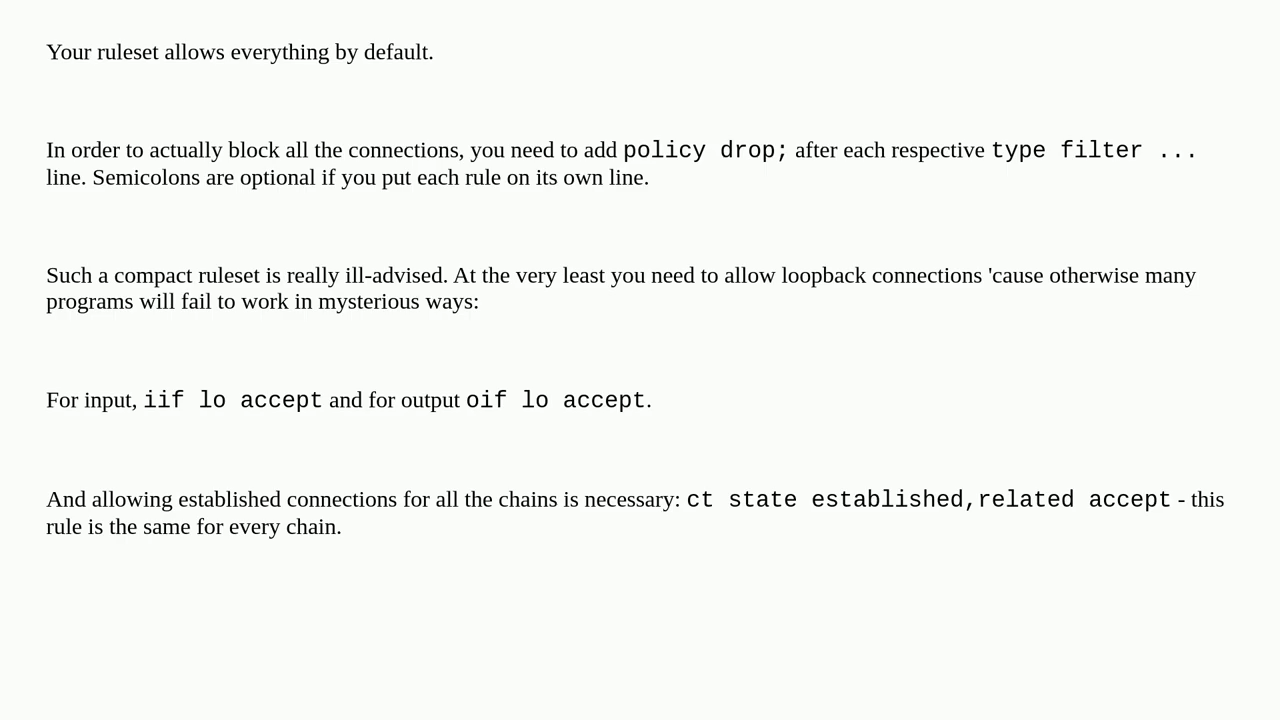 Your ruleset allows everything by default.
In order to actually block all the connections, you need to add policy drop; after each respective type filter ...
line. Semicolons are optional if you put each rule on its own line.
Such a compact ruleset is really ill-advised. At the very least you need to allow loopback connections 'cause otherwise many
programs will fail to work in mysterious ways:
For input, iif lo accept and for output oif lo accept.
And allowing established connections for all the chains is necessary: ct state established,related accept - this
rule is the same for every chain.